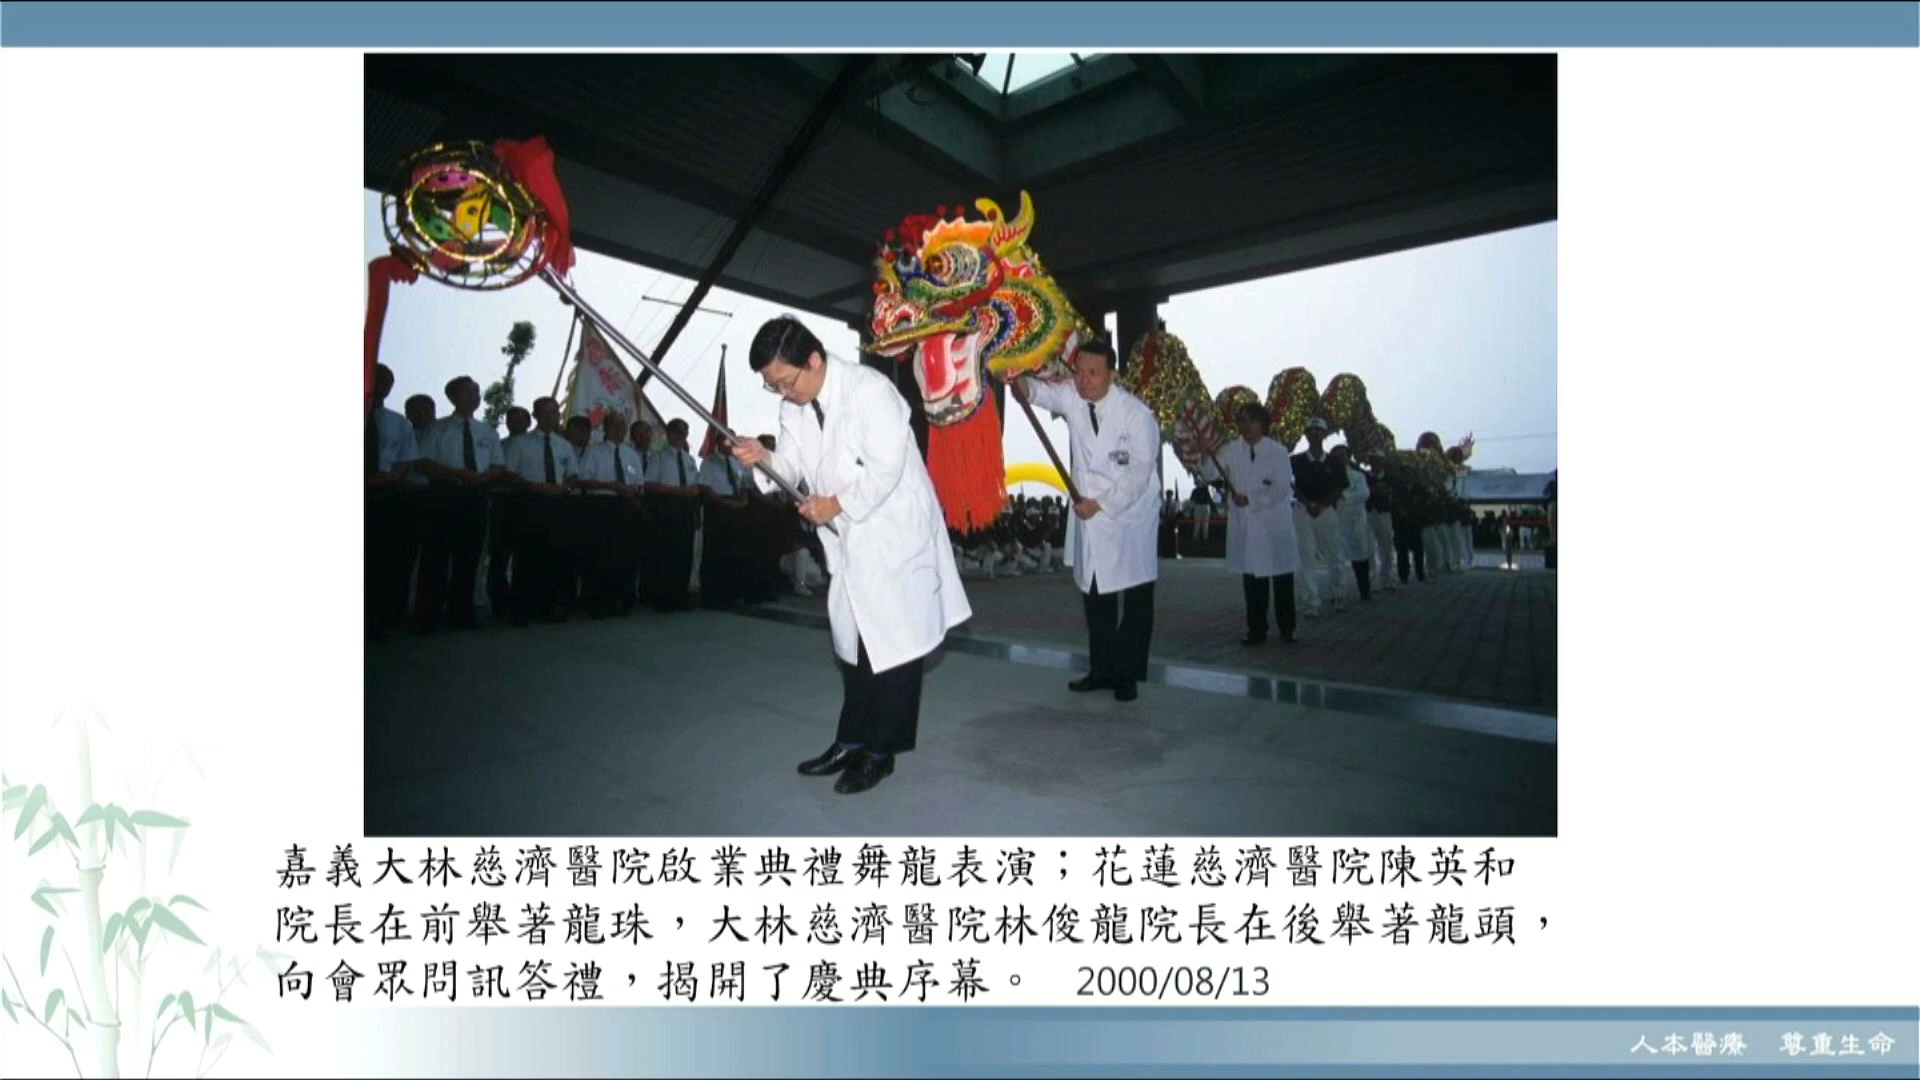 嘉義大林慈濟醫院啟業典禮舞龍表演；花蓮慈濟醫院陳英和
院長在前舉著龍珠，大林慈濟醫院林俊龍院長在後舉著龍頭，
向會眾問訊答禮，揭開了慶典序幕。 2000/08/13
人本醫療 尊重生命